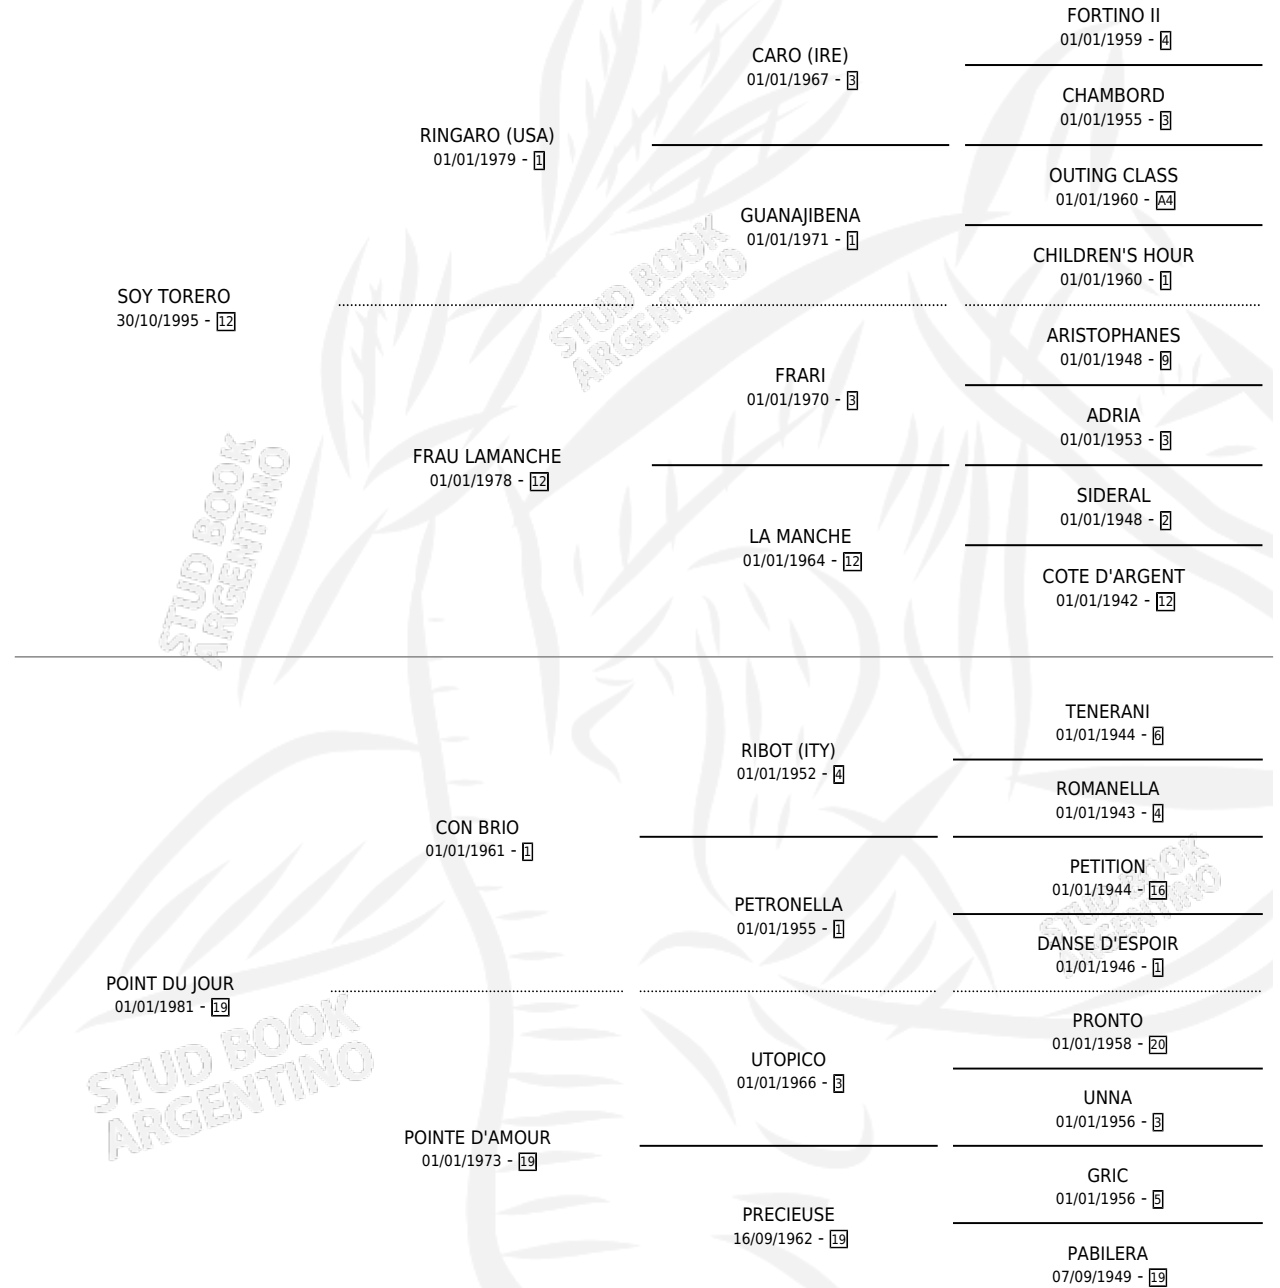 FORTINO II
01/01/1959 - 4
CARO (IRE)
01/01/1967 - 3
CHAMBORD
01/01/1955 - 3
RINGARO (USA)
01/01/1979 - 1
OUTING CLASS
01/01/1960 - A4
GUANAJIBENA
01/01/1971 - 1
CHILDREN'S HOUR
01/01/1960 - 1
SOY TORERO
30/10/1995 - 12
ARISTOPHANES
01/01/1948 - 9
FRARI
01/01/1970 - 3
ADRIA
01/01/1953 - 3
FRAU LAMANCHE
01/01/1978 - 12
SIDERAL
01/01/1948 - 2
LA MANCHE
01/01/1964 - 12
COTE D'ARGENT
01/01/1942 - 12
TENERANI
01/01/1944 - 6
RIBOT (ITY)
01/01/1952 - 4
ROMANELLA
01/01/1943 - 4
CON BRIO
01/01/1961 - 1
PETITION
01/01/1944 - 16
PETRONELLA
01/01/1955 - 1
DANSE D'ESPOIR
01/01/1946 - 1
POINT DU JOUR
01/01/1981 - 19
PRONTO
01/01/1958 - 20
UTOPICO
01/01/1966 - 3
UNNA
01/01/1956 - 3
POINTE D'AMOUR
01/01/1973 - 19
GRIC
01/01/1956 - 5
PRECIEUSE
16/09/1962 - 19
PABILERA
07/09/1949 - 19
STUD BOOK
ARGENTINO
STUD BOOK
ARGENTINO
STUD BOOK
ARGENTINO
STUD BOOK
ARGENTINO